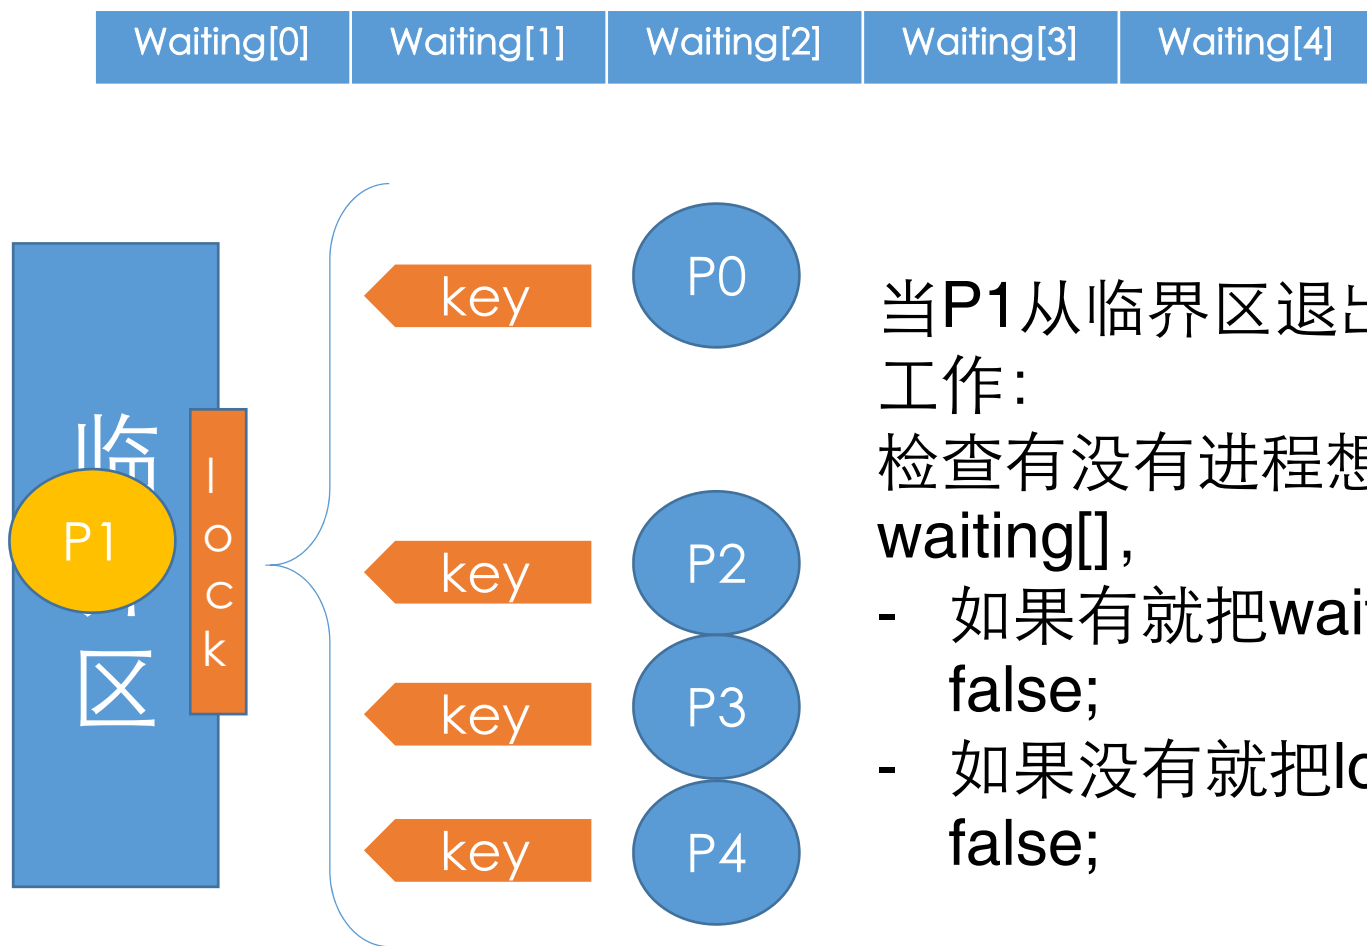 Waiting[0] Waiting[1] Waiting[2] Waiting[3] Waiting[4]
临
区
P1
lock
key
P0
key
P2
key
P3
key
P4
当P1从临界区退
工作：
检查有没有进程
waiting[]，
- 如果有就把wai
false;
- 如果没有就把l
false;